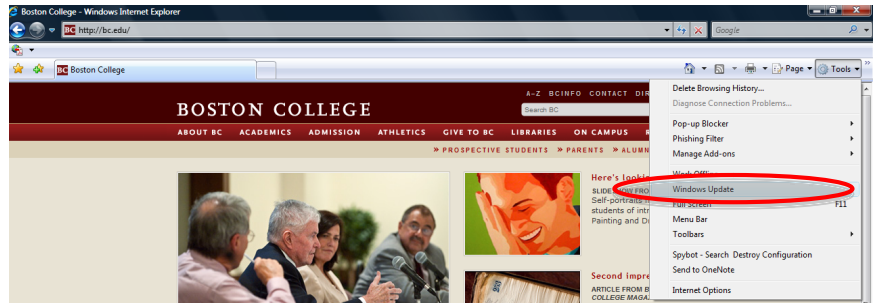 Boston College - Windows Internet Explorer
BC http://bc.edu/
Google
BC Boston College
Page
Tools
A-Z BCINFO CONTACT DIR
BOSTON COLLEGE
Search BC
ABOUT BC ACADEMICS ADMISSION ATHLETICS GIVE TO BC LIBRARIES ON CAMPUS
» PROSPECTIVE STUDENTS » PARENTS » ALUMN
Here's looki
SLIDESHOW FRO
Self-portraits
students of intr
Painting and D
Second impre
ARTICLE FROM B
COLLEGE MAGA
Delete Browsing History...
Diagnose Connection Problems...
Pop-up Blocker
Phishing Filter
Manage Add-ons
Work Offline
Windows Update
Full Screen F11
Menu Bar
Toolbars
Spybot - Search Destroy Configuration
Send to OneNote
Internet Options